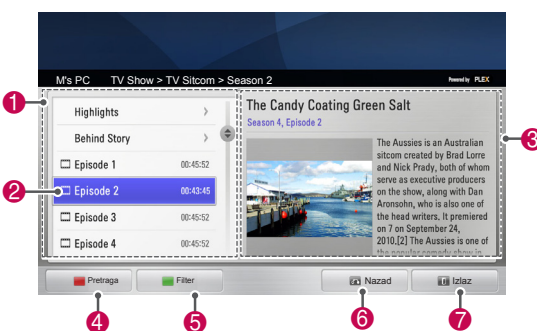 M's PC TV Show > TV Sitcom > Season 2
Powered by PLEX
1
Highlights >
Behind Story >
Episode 1 00:45:52
2
Episode 2 00:43:45
Episode 3 00:45:52
Episode 4 00:45:52
The Candy Coating Green Salt
Season 4, Episode 2
3
The Aussies is an Australian
sitcom created by Brad Lorre
and Nick Prady, both of whom
serve as executive producers
on the show, along with Dan
Aronsohn, who is also one of
the head writers. It premiered
on 7 on September 24,
2010.[2] The Aussies is one of
the popular comedy show in
Pretraga
Filter
Nazad
Izlaz
4
5
6
7